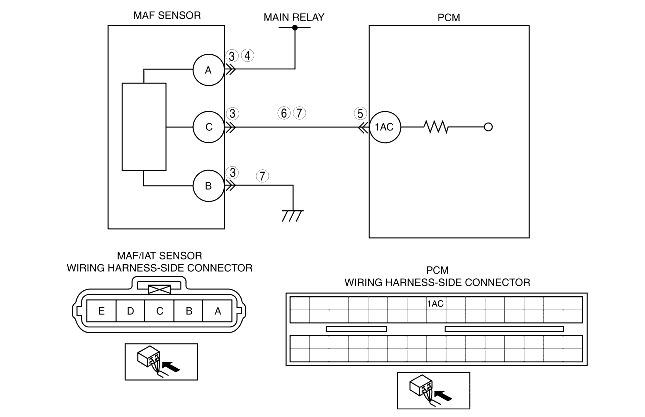 MAF SENSOR
MAIN RELAY
PCM
A
3 4
C
3
6 7
5
1AC
B
3
7
MAF/IAT SENSOR
WIRING HARNESS-SIDE CONNECTOR
E D C B A
PCM
WIRING HARNESS-SIDE CONNECTOR
1AC